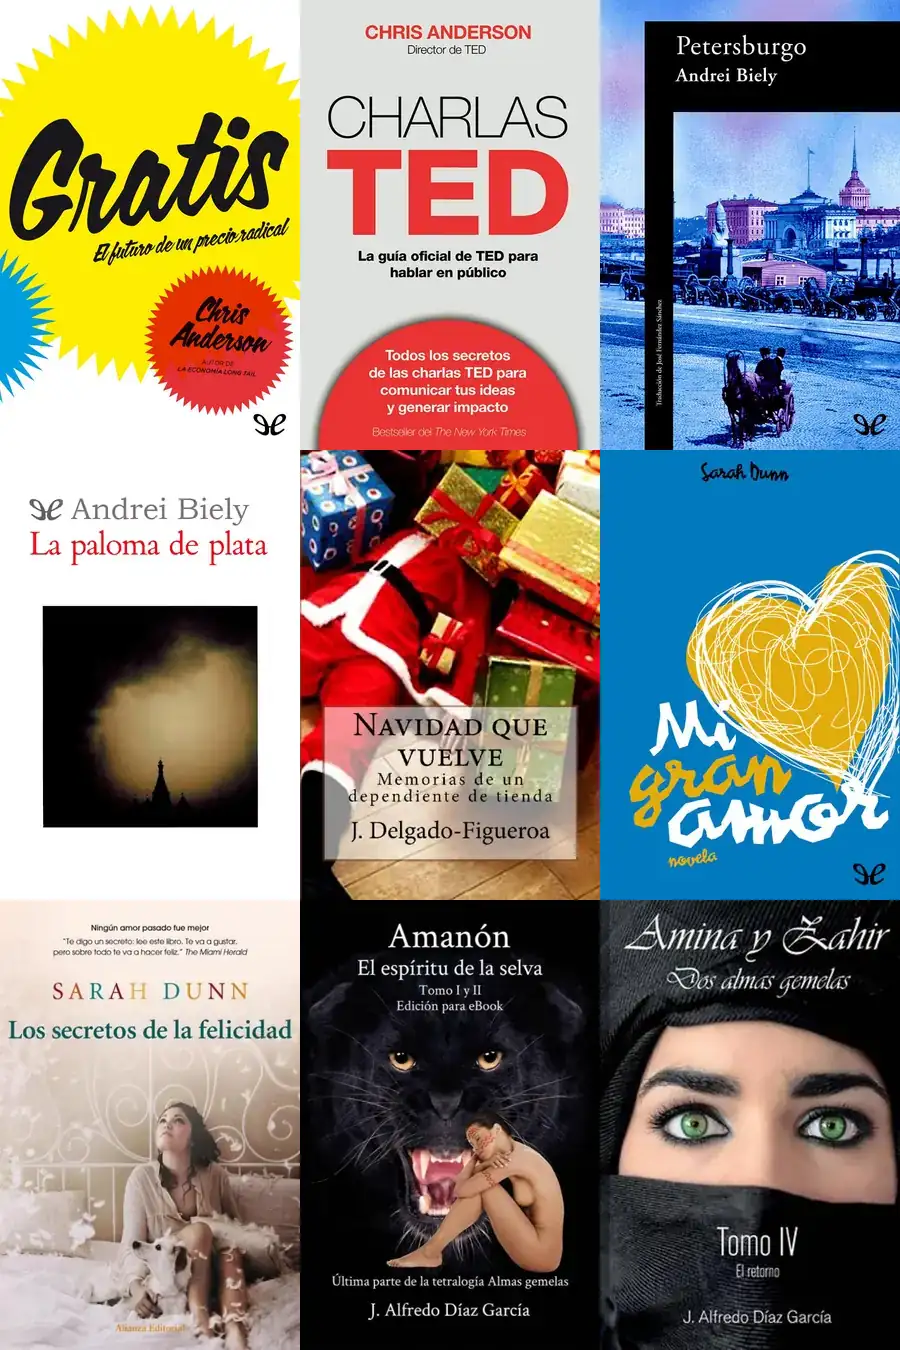 Gratis
El futuro de un precio radical
Chris
Anderson
AUTOR DE
LA ECONOMÍA LONG TAIL
CHRIS ANDERSON
Director de TED
CHARLAS
TED
La guía oficial de TED para
hablar en público
Todos los secretos
de las charlas TED para
comunicar tus ideas
y generar impacto
Bestseller del The New York Times
Petersburgo
Andrei Biely
Traducción de José Fernández Sánchez
Andrei Biely
La paloma de plata
NAVIDAD QUE
VUELVE
Memorias de un
dependiente de tienda
J. Delgado-Figueroa
Sarah Dunn
Mi
gran
amor
novela
Ningún amor pasado fue mejor
"Te digo un secreto: lee este libro. Te va a gustar,
pero sobre todo te va a hacer feliz." The Miami Herald
SARAH DUNN
Los secretos de la felicidad
Alianza Editorial
Amanón
El espíritu de la selva
Tomo I y II
Edición para eBook
Última parte de la tetralogía Almas gemelas
J. Alfredo Díaz García
Amina y Zahir
Dos almas gemelas
Tomo IV
El retorno
J. Alfredo Díaz García